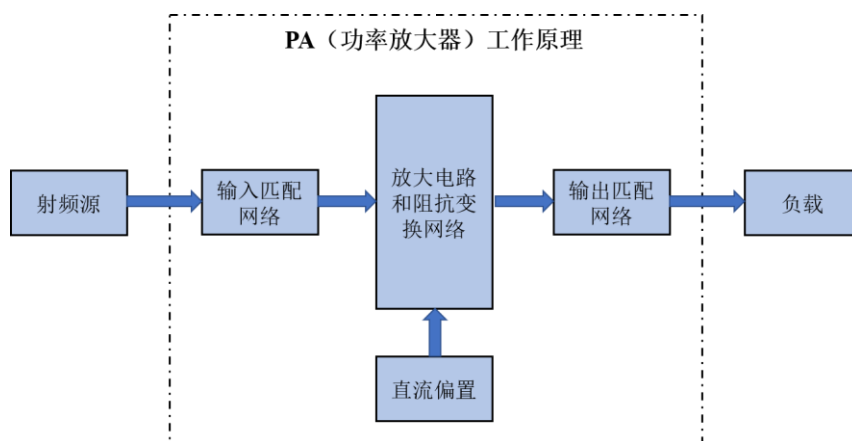 PA（功率放大器）工作原理
射频源
输入匹配
网络
放大电路
和阻抗变
换网络
输出匹配
网络
负载
直流偏置